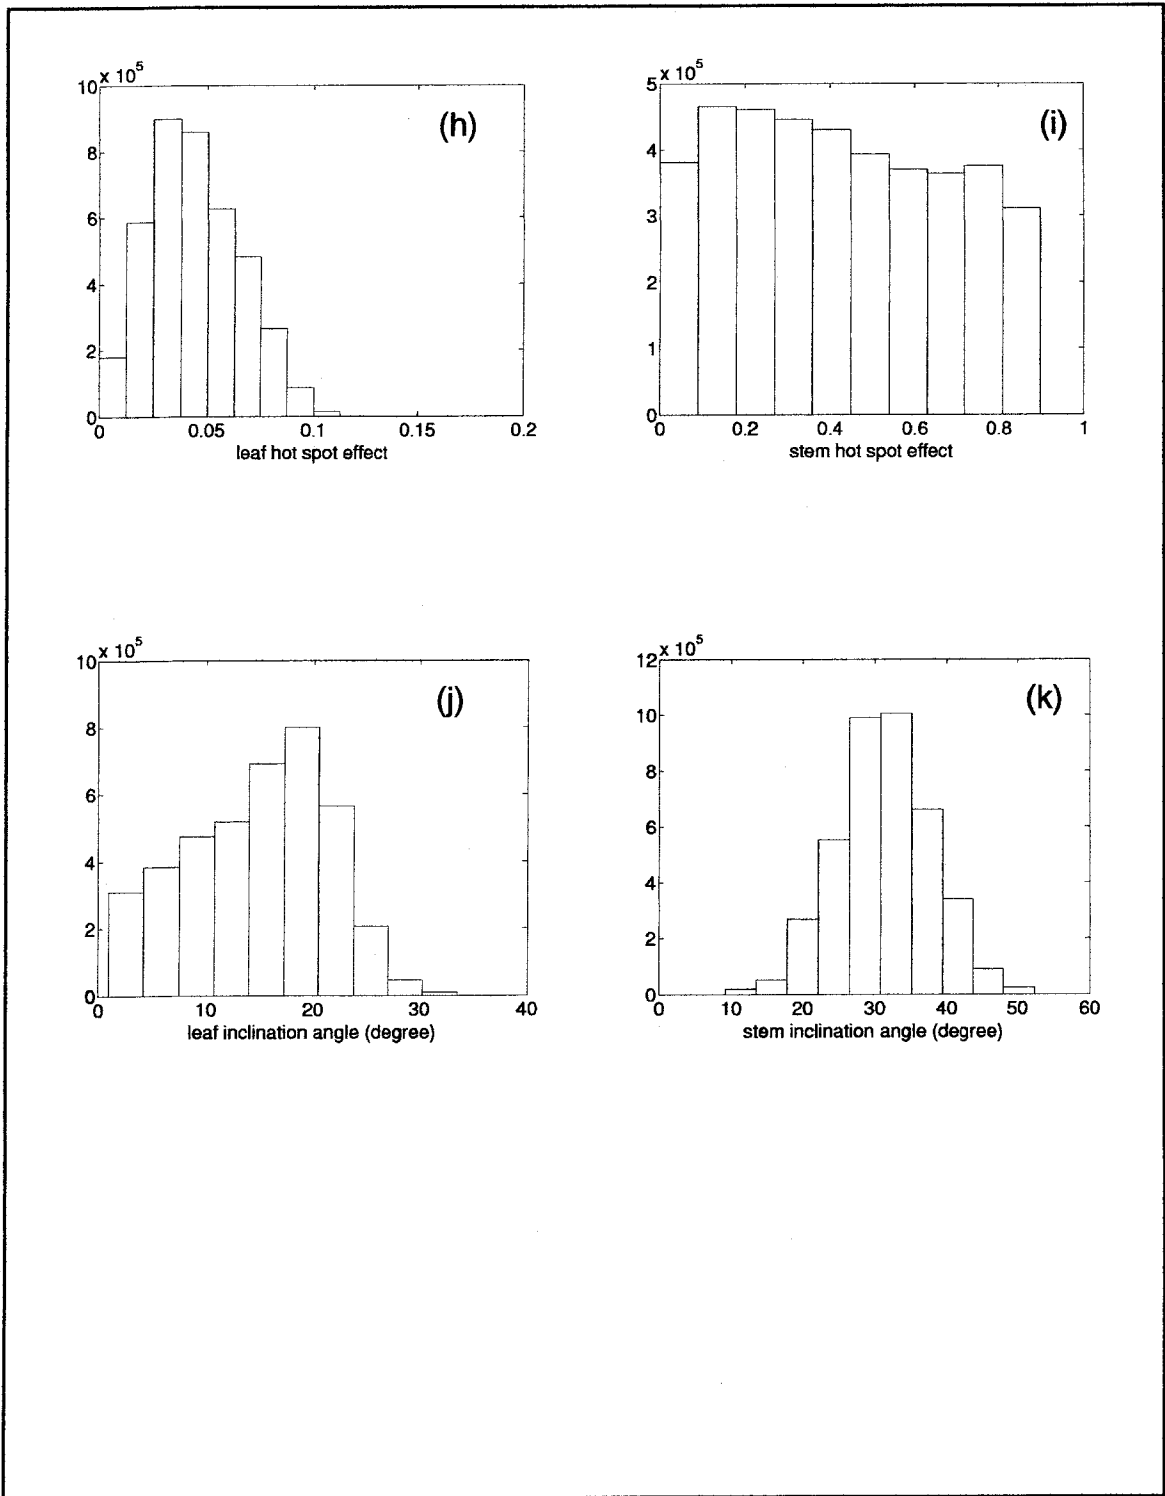 x 10^5
10
8
6
4
2
0
(h)
0 0.05 0.1 0.15 0.2
leaf hot spot effect
x 10^5
5
4
3
2
1
0
(i)
0 0.2 0.4 0.6 0.8 1
stem hot spot effect
x 10^5
10
8
6
4
2
0
(j)
0 10 20 30 40
leaf inclination angle (degree)
x 10^5
12
10
8
6
4
2
0
(k)
0 10 20 30 40 50 60
stem inclination angle (degree)